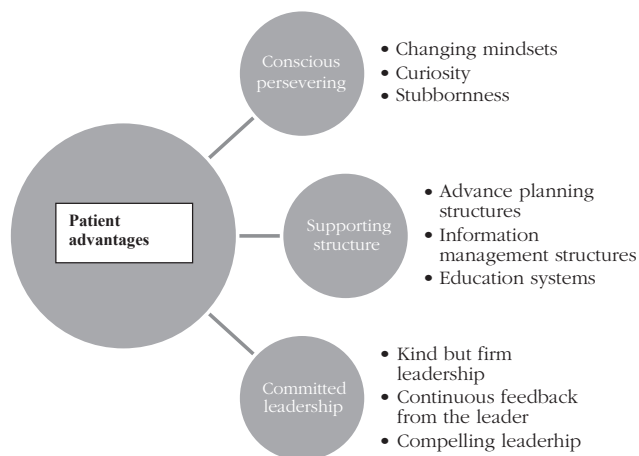 Conscious
persevering
• Changing mindsets
• Curiosity
• Stubbornness
Patient
advantages
Supporting
structure
• Advance planning
structures
• Information
management structures
• Education systems
Committed
leadership
• Kind but firm
leadership
• Continuous feedback
from the leader
• Compelling leaderhip